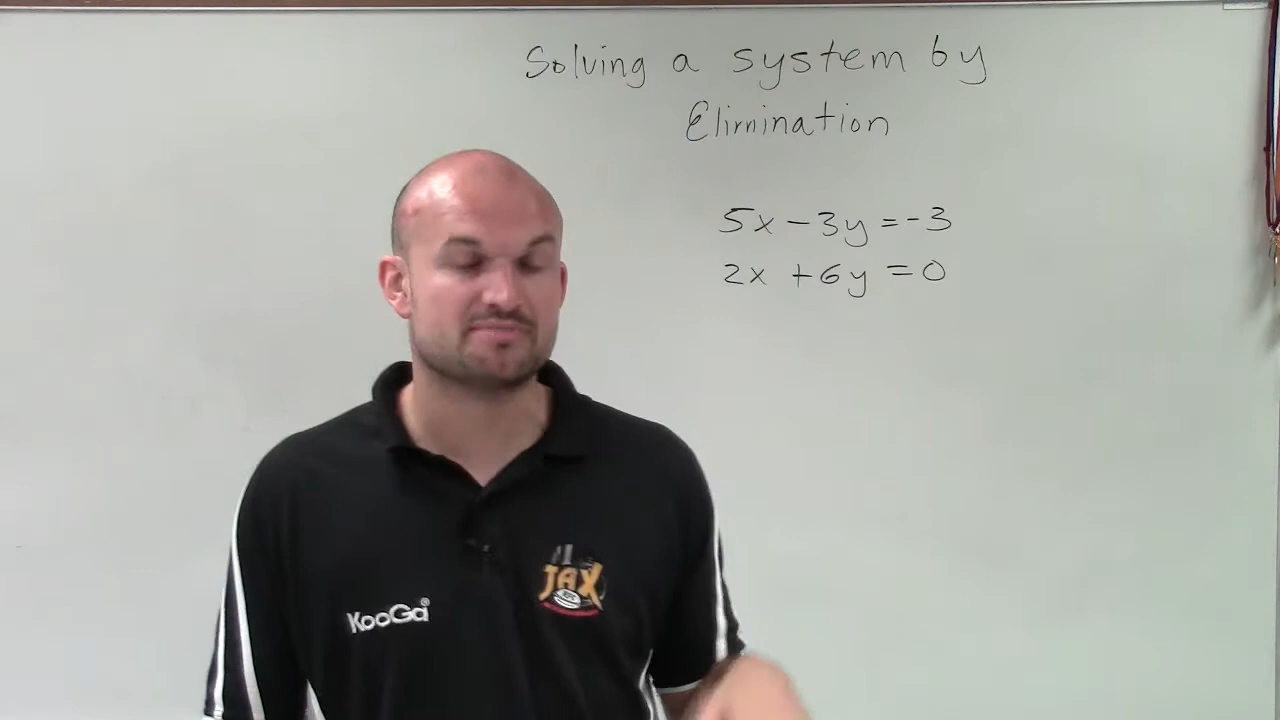 Solving a system by
Elimination
5x - 3y = -3
2x + 6y = 0
KooGa®
JAX